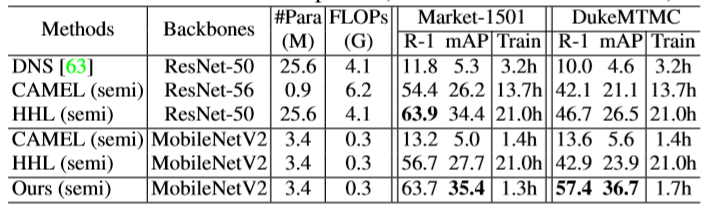 Methods Backbones #Para FLOPs Market-1501 DukeMTMC
(M) (G) R-1 mAP Train R-1 mAP Train
DNS [63] ResNet-50 25.6 4.1 11.8 5.3 3.2h 10.0 4.6 3.2h
CAMEL (semi) ResNet-56 0.9 6.2 54.4 26.2 13.7h 42.1 21.1 13.7h
HHL (semi) ResNet-50 25.6 4.1 63.9 34.4 21.0h 46.7 26.5 21.0h
CAMEL (semi) MobileNetV2 3.4 0.3 13.2 5.0 1.4h 13.6 5.6 1.4h
HHL (semi) MobileNetV2 3.4 0.3 56.7 27.7 21.0h 42.9 23.9 21.0h
Ours (semi) MobileNetV2 3.4 0.3 63.7 35.4 1.3h 57.4 36.7 1.7h